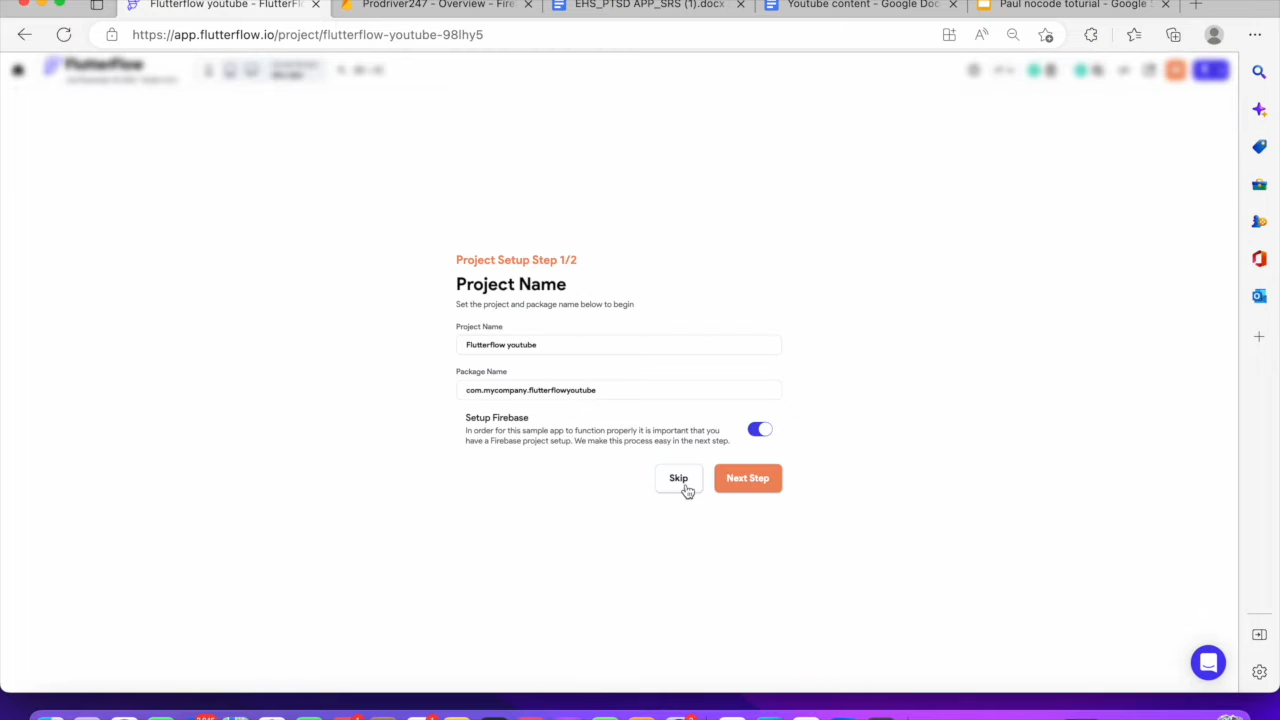 Flutterflow youtube - FlutterFl
Prodriver247 - Overview - Fire
EHS_PTSD APP_SRS (1).docx
Youtube content - Google Doc
Paul nocode toturial - Google
https://app.flutterflow.io/project/flutterflow-youtube-98lhy5
FlutterFlow
Project Setup Step 1/2
Project Name
Set the project and package name below to begin
Project Name
Flutterflow youtube
Package Name
com.mycompany.flutterflowyoutube
Setup Firebase
In order for this sample app to function properly it is important that you
have a Firebase project setup. We make this process easy in the next step.
Skip
Next Step